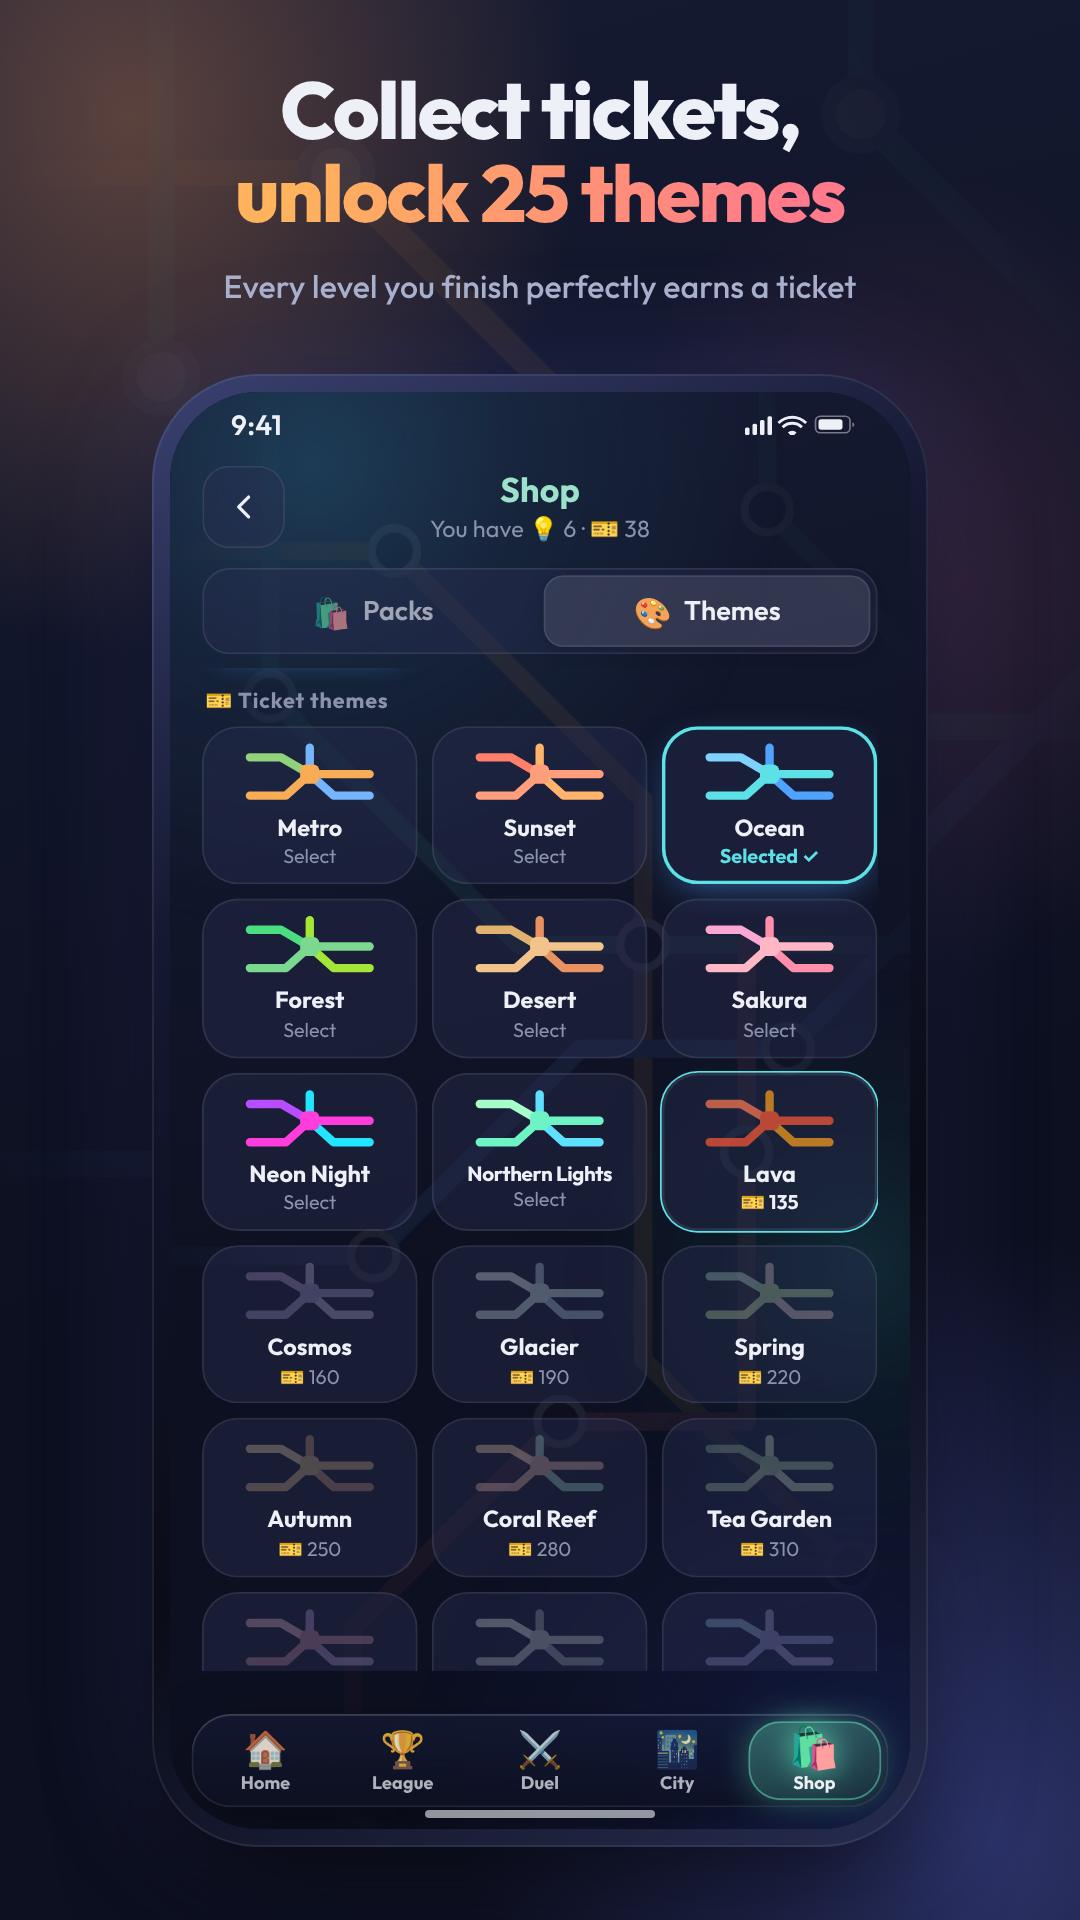 Collect tickets,
unlock 25 themes
Every level you finish perfectly earns a ticket
9:41
Shop
You have 💡 6 · 🎫 38
🛍️ Packs
🎨 Themes
🎫 Ticket themes
Metro
Select
Sunset
Select
Ocean
Selected ✓
Forest
Select
Desert
Select
Sakura
Select
Neon Night
Select
Northern Lights
Select
Lava
🎫 135
Cosmos
🎫 160
Glacier
🎫 190
Spring
🎫 220
Autumn
🎫 250
Coral Reef
🎫 280
Tea Garden
🎫 310
Home
League
Duel
City
Shop